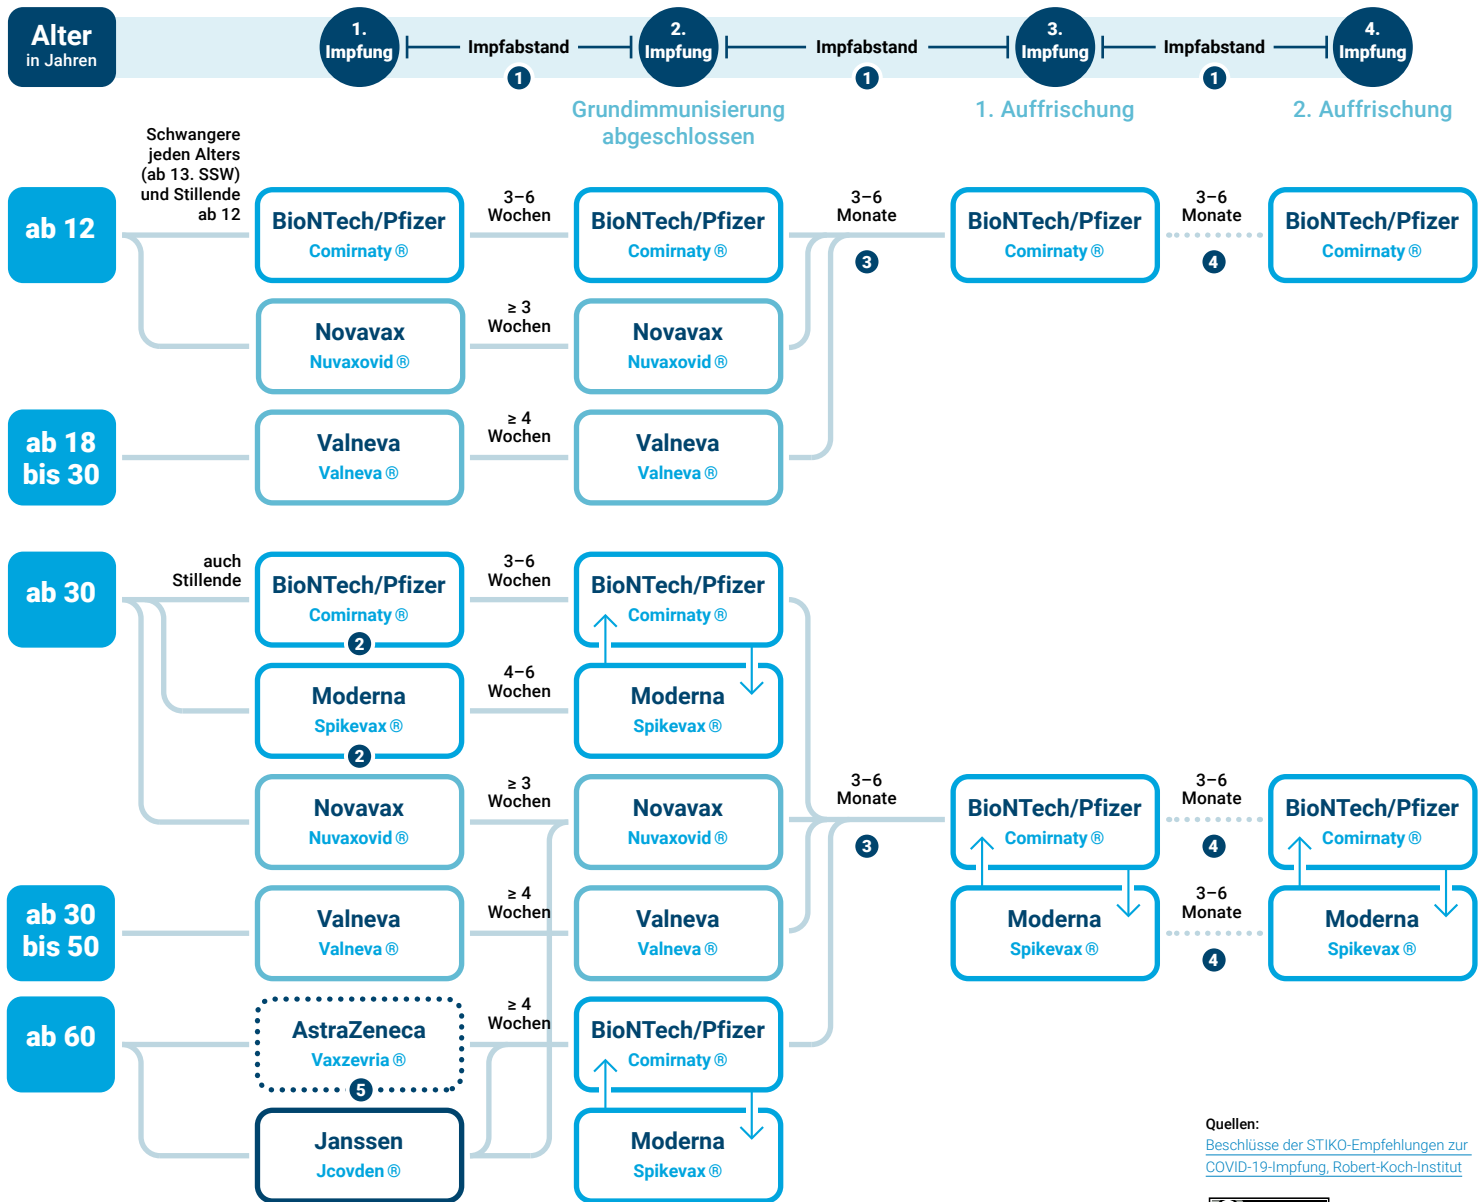 Alter
in Jahren
1.
Impfung
Impfabstand
1
2.
Impfung
Impfabstand
1
3.
Impfung
Impfabstand
1
4.
Impfung
Grundimmunisierung
abgeschlossen
1. Auffrischung
2. Auffrischung
Schwangere
jeden Alters
(ab 13. SSW)
und Stillende
ab 12
ab 12
BioNTech/Pfizer
Comirnaty ®
3–6
Wochen
BioNTech/Pfizer
Comirnaty ®
3–6
Monate
3
BioNTech/Pfizer
Comirnaty ®
3–6
Monate
4
BioNTech/Pfizer
Comirnaty ®
Novavax
Nuvaxovid ®
≥ 3
Wochen
Novavax
Nuvaxovid ®
ab 18
bis 30
Valneva
Valneva ®
≥ 4
Wochen
Valneva
Valneva ®
ab 30
auch
Stillende
BioNTech/Pfizer
Comirnaty ®
2
3–6
Wochen
BioNTech/Pfizer
Comirnaty ®
Moderna
Spikevax ®
2
4–6
Wochen
Moderna
Spikevax ®
Novavax
Nuvaxovid ®
≥ 3
Wochen
Novavax
Nuvaxovid ®
3–6
Monate
3
BioNTech/Pfizer
Comirnaty ®
3–6
Monate
4
BioNTech/Pfizer
Comirnaty ®
ab 30
bis 50
Valneva
Valneva ®
≥ 4
Wochen
Valneva
Valneva ®
Moderna
Spikevax ®
3–6
Monate
4
Moderna
Spikevax ®
ab 60
AstraZeneca
Vaxzevria ®
5
≥ 4
Wochen
BioNTech/Pfizer
Comirnaty ®
Janssen
Jcovden ®
Moderna
Spikevax ®
Quellen:
Beschlüsse der STIKO-Empfehlungen zur
COVID-19-Impfung, Robert-Koch-Institut